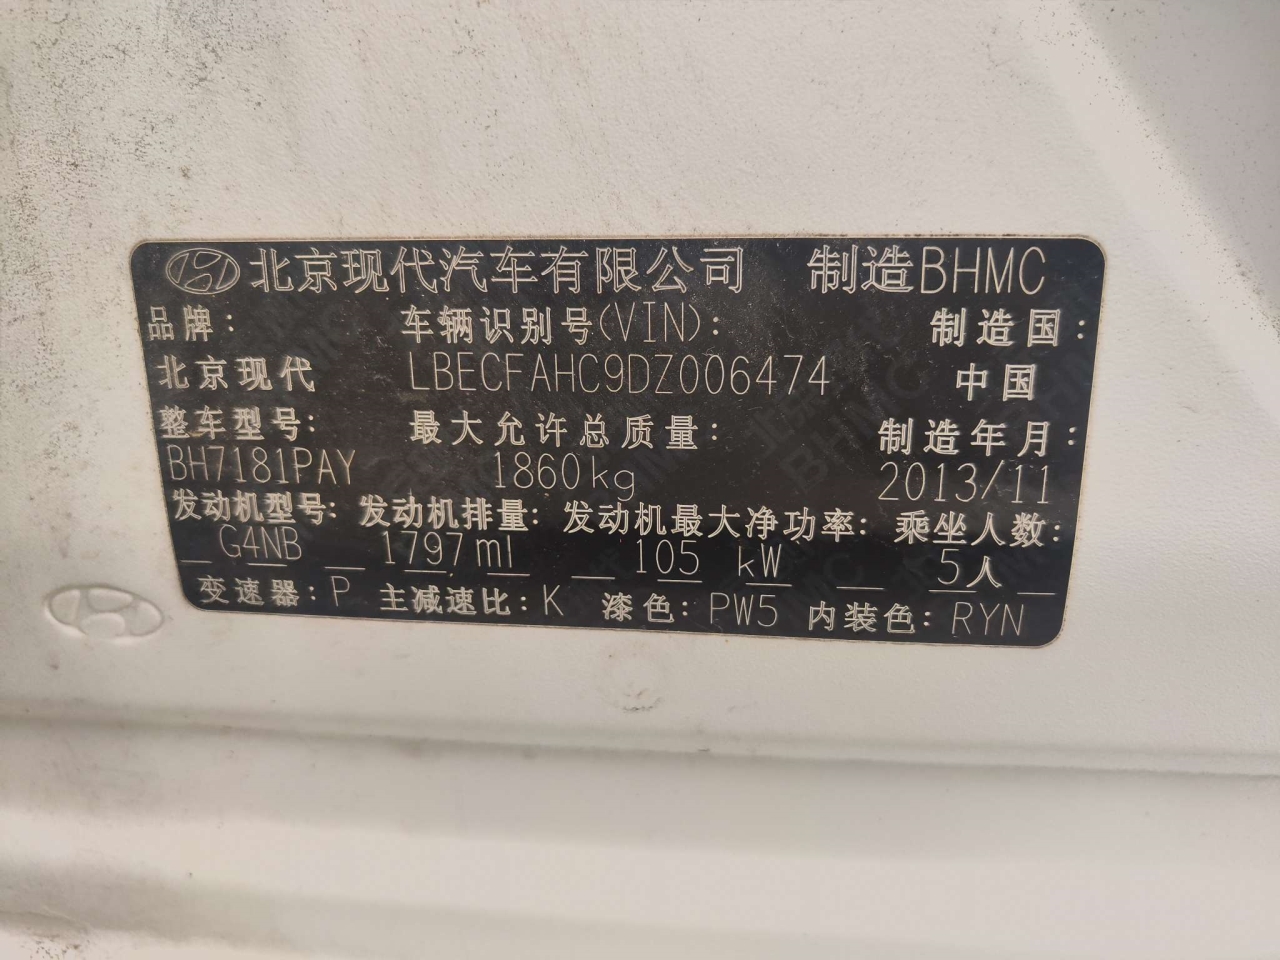 北京现代汽车有限公司 制造BHMC
品牌: 车辆识别号(VIN): 制造国:
北京现代 LBECFAHC9DZ006474 中国
整车型号: 最大允许总质量: 制造年月:
BH7181PAY 1860kg 2013/11
发动机型号: 发动机排量: 发动机最大净功率: 乘坐人数:
G4NB 1797ml 105 kW 5人
变速器: P 主减速比: K 漆色: PW5 内装色: RYN